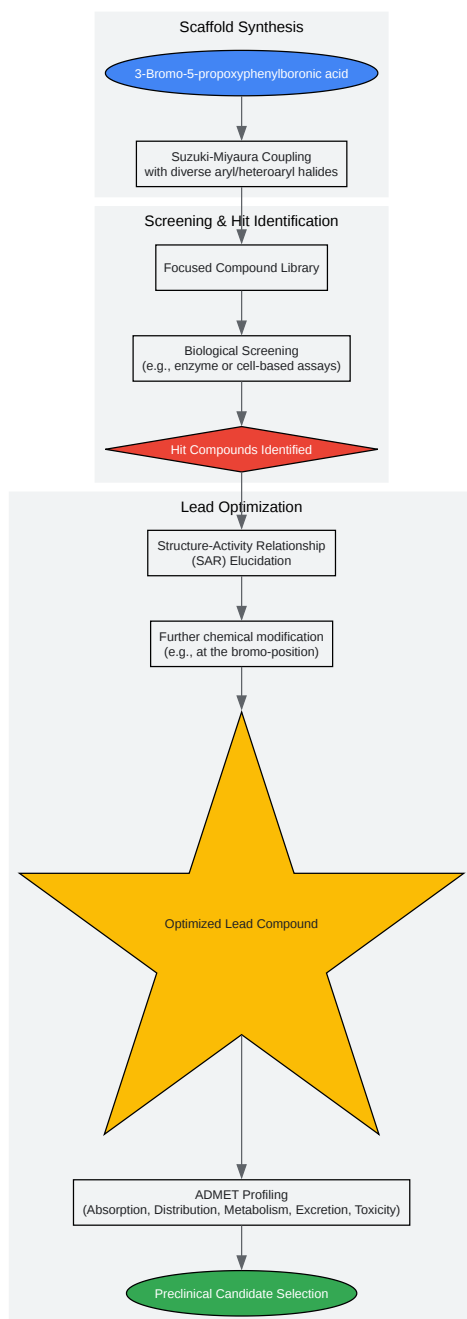 Scaffold Synthesis
3-Bromo-5-propoxyphenylboronic acid
Suzuki-Miyaura Coupling
with diverse aryl/heteroaryl halides
Screening & Hit Identification
Focused Compound Library
Biological Screening
(e.g., enzyme or cell-based assays)
Hit Compounds Identified
Lead Optimization
Structure-Activity Relationship
(SAR) Elucidation
Further chemical modification
(e.g., at the bromo-position)
Optimized Lead Compound
ADMET Profiling
(Absorption, Distribution, Metabolism, Excretion, Toxicity)
Preclinical Candidate Selection